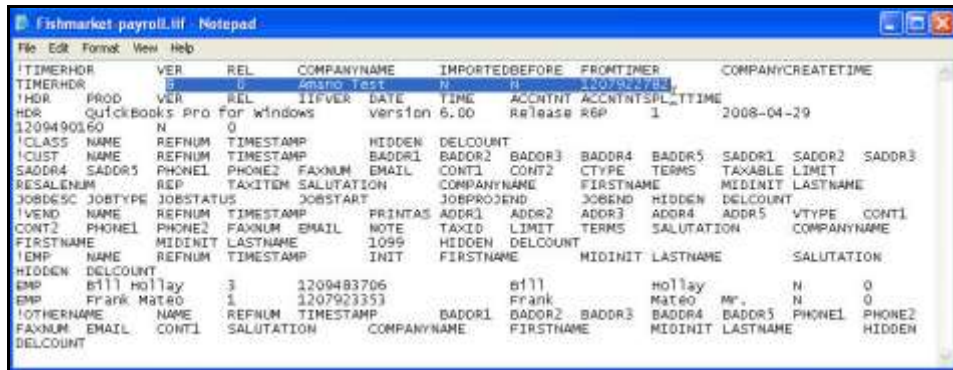 Fishmarket-payroll.iif - Notepad
File Edit Format View Help
!TIMERHDR VER REL COMPANYNAME IMPORTEDBEFORE FROMTIMER COMPANYCREATETIME
TIMERHDR Amano Test N N 1207922782
!HDR PROD VER REL IIFVER DATE TIME ACCNTNT ACCNTNTSPLITTIME
HDR QuickBooks Pro for Windows Version 6.0D Release R6P 1 2008-04-29
1209490160 N 0
!CLASS NAME REFNUM TIMESTAMP HIDDEN DELCOUNT
!CUST NAME REFNUM TIMESTAMP BADDR1 BADDR2 BADDR3 BADDR4 BADDR5 SADDR1 SADDR2 SADDR3
SADDR4 SADDR5 PHONE1 PHONE2 FAXNUM EMAIL CONT1 CONT2 CTYPE TERMS TAXABLE LIMIT
RESALENUM REP TAXITEM SALUTATION COMPANYNAME FIRSTNAME MIDINIT LASTNAME
JOBDESC JOBTYPE JOBSTATUS JOBSTART JOBPROJEND JOBEND HIDDEN DELCOUNT
!VEND NAME REFNUM TIMESTAMP PRINTAS ADDR1 ADDR2 ADDR3 ADDR4 ADDR5 VTYPE CONT1
CONT2 PHONE1 PHONE2 FAXNUM EMAIL NOTE TAXID LIMIT TERMS SALUTATION COMPANYNAME
FIRSTNAME MIDINIT LASTNAME 1099 HIDDEN DELCOUNT
!EMP NAME REFNUM TIMESTAMP INIT FIRSTNAME MIDINIT LASTNAME SALUTATION
HIDDEN DELCOUNT
EMP Bill Hollay 3 1209483706 Bill Hollay N 0
EMP Frank Mateo 1 1207923353 Frank Mateo Mr. N 0
!OTHERNAME NAME REFNUM TIMESTAMP BADDR1 BADDR2 BADDR3 BADDR4 BADDR5 PHONE1 PHONE2
FAXNUM EMAIL CONT1 SALUTATION COMPANYNAME FIRSTNAME MIDINIT LASTNAME HIDDEN
DELCOUNT